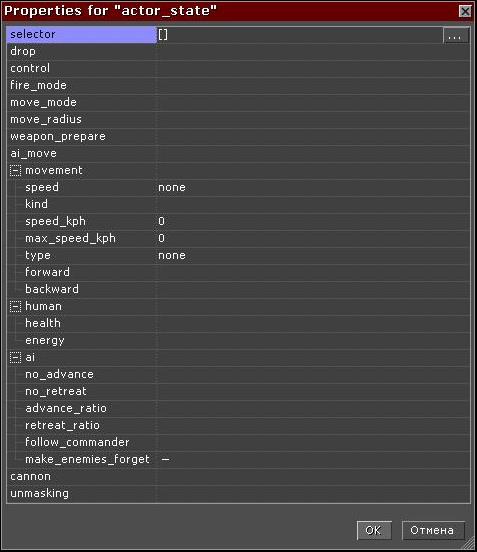 Properties for "actor_state"
selector [] ...
drop
control
fire_mode
move_mode
move_radius
weapon_prepare
ai_move
movement
speed none
kind
speed_kph 0
max_speed_kph 0
type none
forward
backward
human
health
energy
ai
no_advance
no_retreat
advance_ratio
retreat_ratio
follow_commander
make_enemies_forget —
cannon
unmasking
OK Отмена